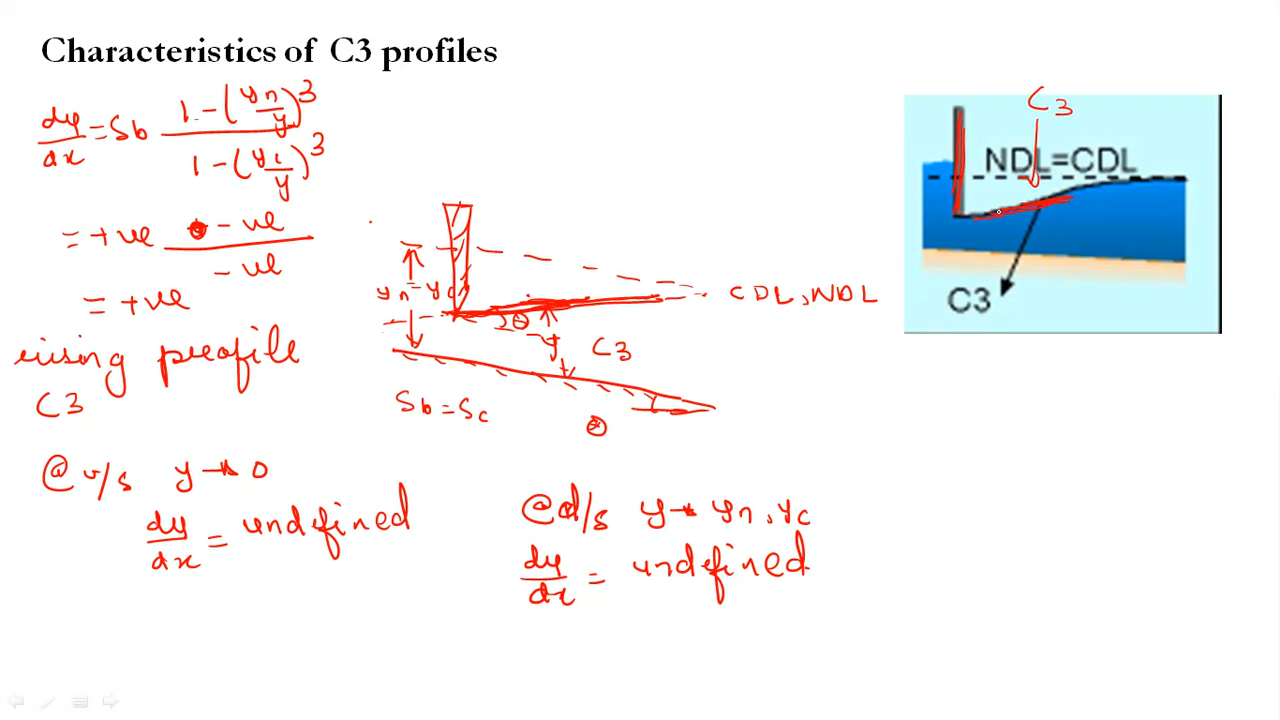 Characteristics of C3 profiles
dy/dx = Sb (1 - (yn/y)^3) / (1 - (yc/y)^3)
= +ve (-ve / -ve)
= +ve
rising profile
C3
@ u/s y → 0
dy/dx = undefined
yn = yc
CDL, NDL
θ
y
C3
Sb = Sc
@ d/s y → yn, yc
dy/dx = undefined
C3
NDL=CDL
C3